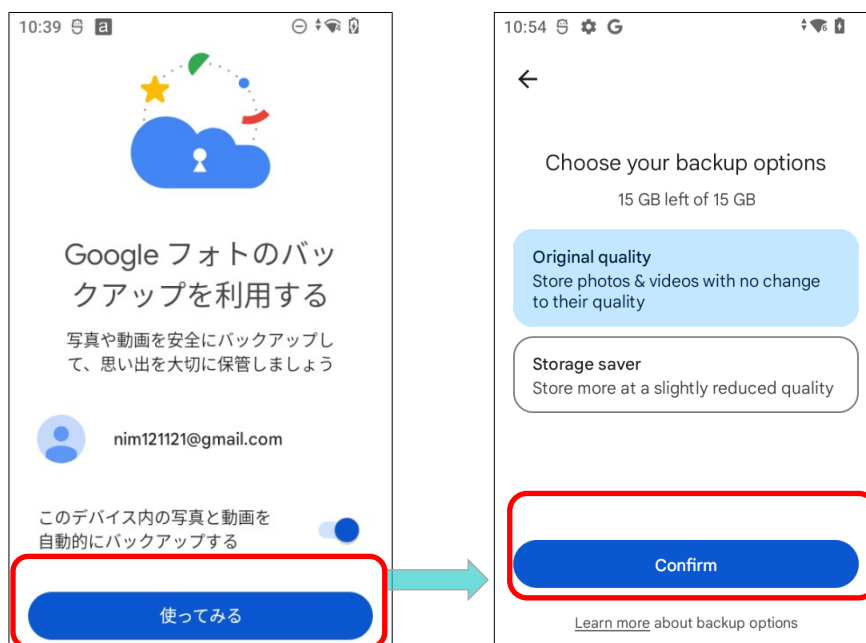 10:39
a
Google フォトのバッ
クアップを利用する
写真や動画を安全にバックアップし
て、思い出を大切に保管しましょう
nim121121@gmail.com
このデバイス内の写真と動画を
自動的にバックアップする
使ってみる
10:54 G
6
Choose your backup options
15 GB left of 15 GB
Original quality
Store photos & videos with no change
to their quality
Storage saver
Store more at a slightly reduced quality
Confirm
Learn more about backup options